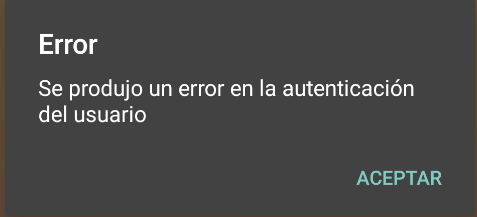 Error
Se produjo un error en la autenticación
del usuario
ACEPTAR